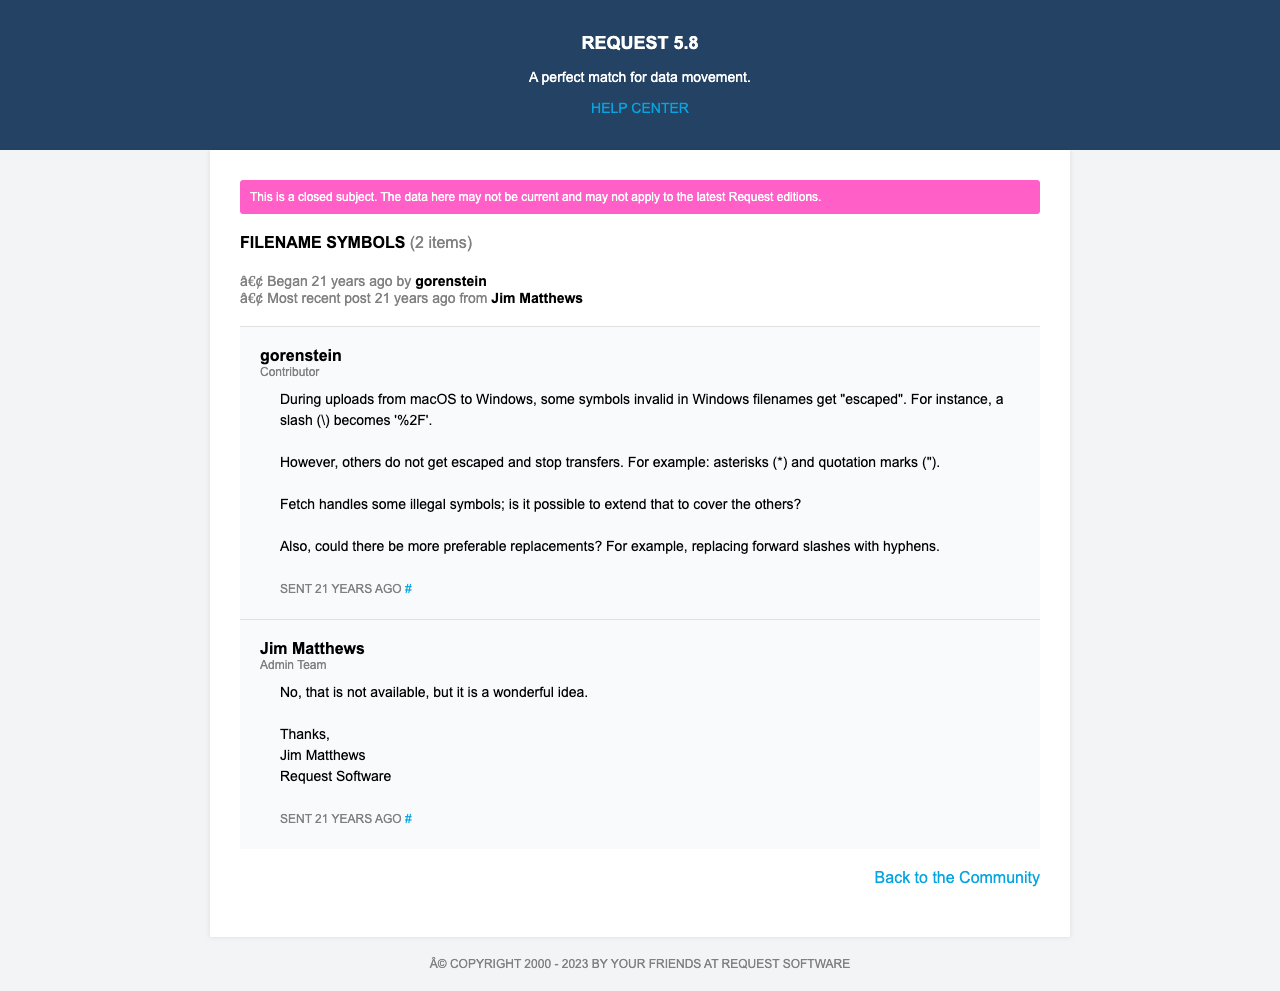 REQUEST 5.8
A perfect match for data movement.
HELP CENTER
This is a closed subject. The data here may not be current and may not apply to the latest Request editions.
FILENAME SYMBOLS (2 items)
â€¢ Began 21 years ago by gorenstein
â€¢ Most recent post 21 years ago from Jim Matthews
gorenstein
Contributor
During uploads from macOS to Windows, some symbols invalid in Windows filenames get "escaped". For instance, a
slash (\) becomes '%2F'.
However, others do not get escaped and stop transfers. For example: asterisks (*) and quotation marks (").
Fetch handles some illegal symbols; is it possible to extend that to cover the others?
Also, could there be more preferable replacements? For example, replacing forward slashes with hyphens.
SENT 21 YEARS AGO #
Jim Matthews
Admin Team
No, that is not available, but it is a wonderful idea.
Thanks,
Jim Matthews
Request Software
SENT 21 YEARS AGO #
Back to the Community
Â© COPYRIGHT 2000 - 2023 BY YOUR FRIENDS AT REQUEST SOFTWARE